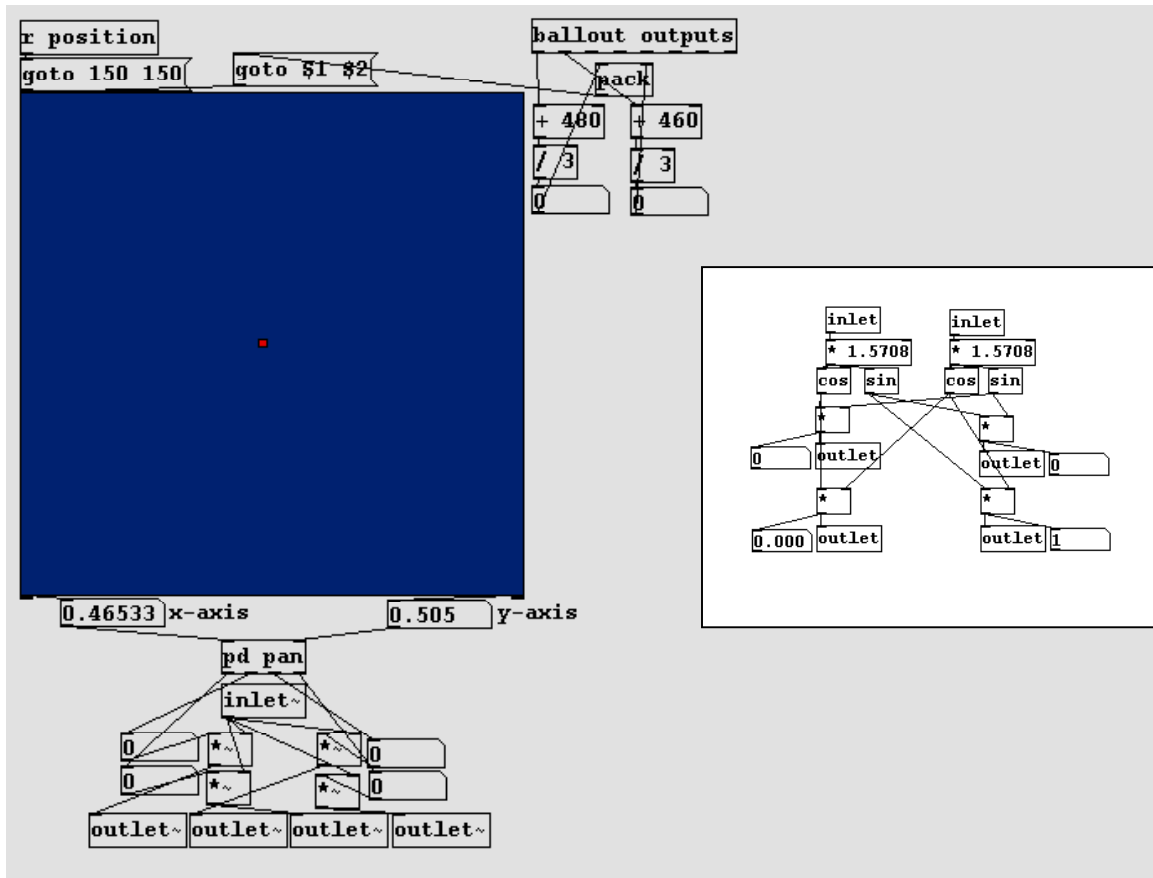 r position
goto 150 150
goto $1 $2
ballout outputs
pack
+ 480
+ 460
/ 3
/ 3
0
0
inlet
inlet
* 1.5708
* 1.5708
cos
sin
cos
sin
*
*
0
outlet
outlet
0
*
*
0.000
outlet
outlet
1
0.46533
x-axis
0.505
y-axis
pd pan
inlet~
0
*~
*~
0
0
*~
*~
0
outlet~
outlet~
outlet~
outlet~